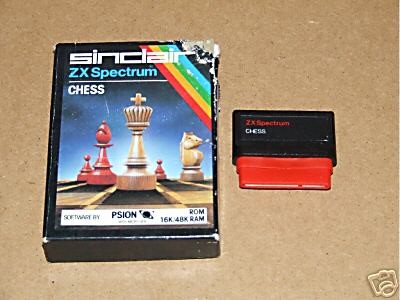 sinclair
ZX Spectrum
CHESS
SOFTWARE BY
PSION
ROM
16K/48K RAM
ZX Spectrum
CHESS